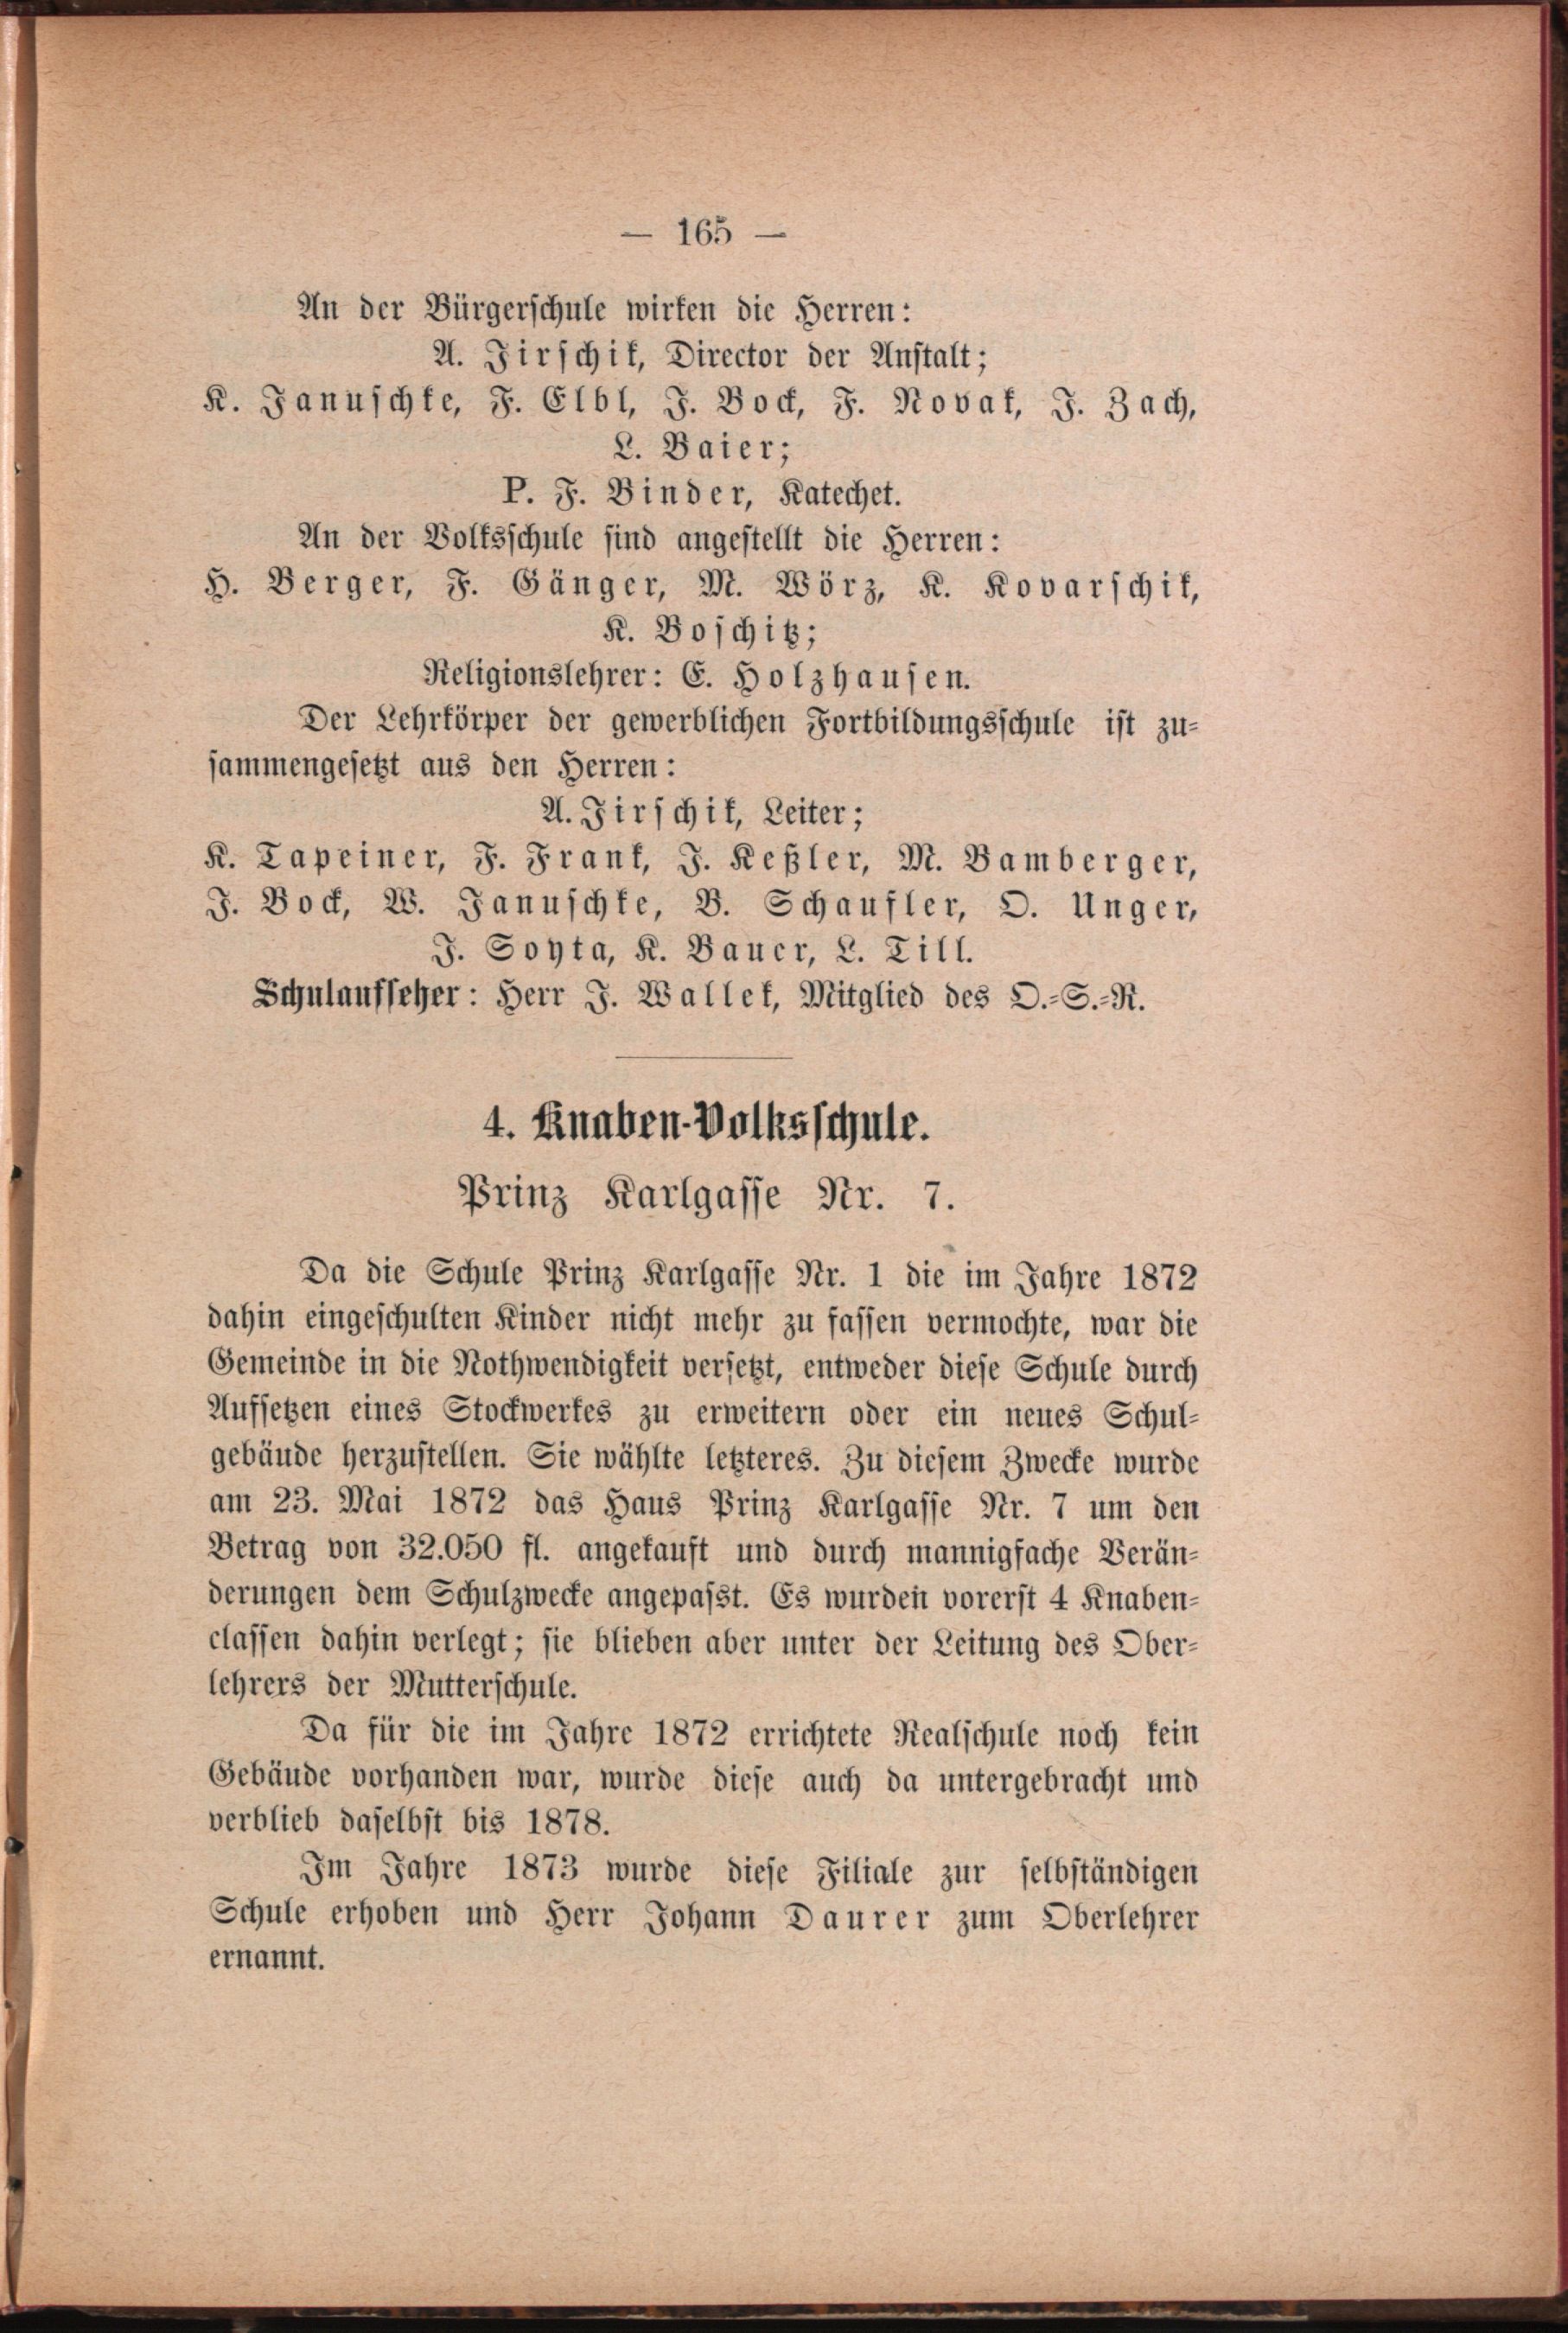 — 165 —
An der Bürgerschule wirken die Herren:
A. Jirschik, Director der Anstalt;
K. Januschke, F. Elbl, J. Bock, F. Novak, J. Zach,
L. Baier;
P. F. Binder, Katechet.
An der Volksschule sind angestellt die Herren:
H. Berger, F. Gänger, M. Wörz, K. Kovarschik,
K. Boschitz;
Religionslehrer: E. Holzhausen.
Der Lehrkörper der gewerblichen Fortbildungsschule ist zu-
sammengesetzt aus den Herren:
A. Jirschik, Leiter;
K. Tapeiner, F. Frank, J. Keßler, M. Bamberger,
J. Bock, W. Januschke, B. Schaufler, O. Unger,
J. Soyta, K. Bauer, L. Till.
Schulaufseher: Herr J. Wallek, Mitglied des O.-S.-R.
4. Knaben-Volksschule.
Prinz Karlgasse Nr. 7.
Da die Schule Prinz Karlgasse Nr. 1 die im Jahre 1872
dahin eingeschulten Kinder nicht mehr zu fassen vermochte, war die
Gemeinde in die Nothwendigkeit versetzt, entweder diese Schule durch
Aufsetzen eines Stockwerkes zu erweitern oder ein neues Schul-
gebäude herzustellen. Sie wählte letzteres. Zu diesem Zwecke wurde
am 23. Mai 1872 das Haus Prinz Karlgasse Nr. 7 um den
Betrag von 32.050 fl. angekauft und durch mannigfache Verän-
derungen dem Schulzwecke angepasst. Es wurden vorerst 4 Knaben-
classen dahin verlegt; sie blieben aber unter der Leitung des Ober-
lehrers der Mutterschule.
Da für die im Jahre 1872 errichtete Realschule noch kein
Gebäude vorhanden war, wurde diese auch da untergebracht und
verblieb daselbst bis 1878.
Im Jahre 1873 wurde diese Filiale zur selbständigen
Schule erhoben und Herr Johann Daurer zum Oberlehrer
ernannt.